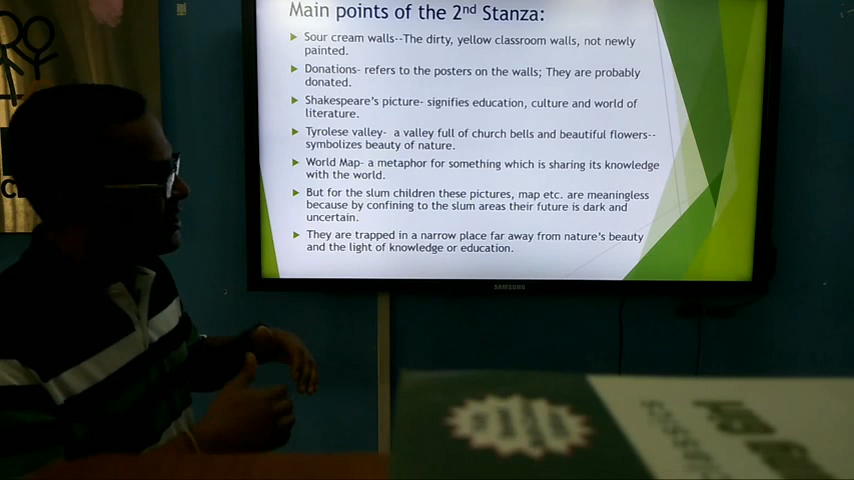 Main points of the 2nd Stanza:
Sour cream walls--The dirty, yellow classroom walls, not newly
painted.
Donations- refers to the posters on the walls; They are probably
donated.
Shakespeare's picture- signifies education, culture and world of
literature.
Tyrolese valley- a valley full of church bells and beautiful flowers--
symbolizes beauty of nature.
World Map- a metaphor for something which is sharing its knowledge
with the world.
But for the slum children these pictures, map etc. are meaningless
because by confining to the slum areas their future is dark and
uncertain.
They are trapped in a narrow place far away from nature's beauty
and the light of knowledge or education.
SAMSUNG